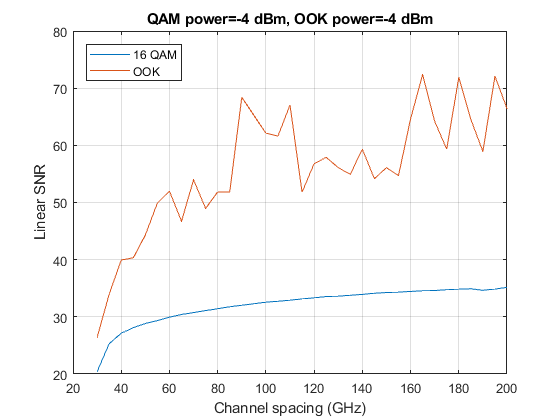 QAM power=-4 dBm, OOK power=-4 dBm
16 QAM
OOK
Linear SNR
80
70
60
50
40
30
20
20 40 60 80 100 120 140 160 180 200
Channel spacing (GHz)